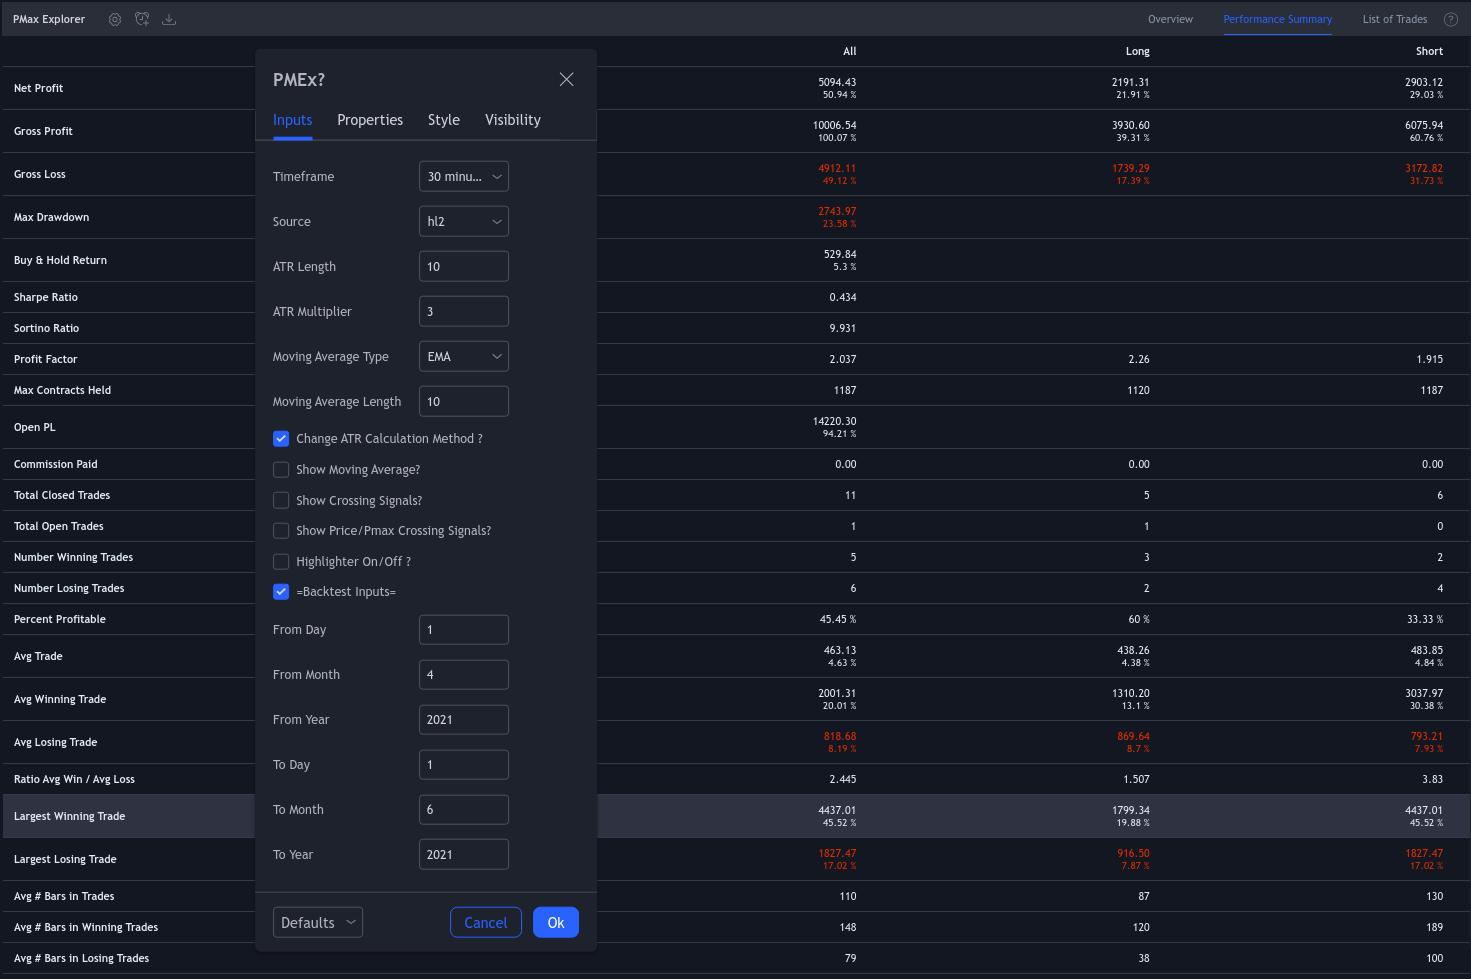 PMax Explorer
Overview Performance Summary List of Trades ?
All Long Short
Net Profit 5094.43 2191.31 2903.12
50.94 % 21.91 % 29.03 %
Gross Profit 10006.54 3930.60 6075.94
100.07 % 39.31 % 60.76 %
Gross Loss 4912.11 1739.29 3172.82
49.12 % 17.39 % 31.73 %
Max Drawdown 2743.97
23.58 %
Buy & Hold Return 529.84
5.3 %
Sharpe Ratio 0.434
Sortino Ratio 9.931
Profit Factor 2.037 2.26 1.915
Max Contracts Held 1187 1120 1187
Open PL 14220.30
94.21 %
Commission Paid 0.00 0.00 0.00
Total Closed Trades 11 5 6
Total Open Trades 1 1 0
Number Winning Trades 5 3 2
Number Losing Trades 6 2 4
Percent Profitable 45.45 % 60 % 33.33 %
Avg Trade 463.13 438.26 483.85
4.63 % 4.38 % 4.84 %
Avg Winning Trade 2001.31 1310.20 3037.97
20.01 % 13.1 % 30.38 %
Avg Losing Trade 818.68 869.64 793.21
8.19 % 8.7 % 7.93 %
Ratio Avg Win / Avg Loss 2.445 1.507 3.83
Largest Winning Trade 4437.01 1799.34 4437.01
45.52 % 19.88 % 45.52 %
Largest Losing Trade 1827.47 916.50 1827.47
17.02 % 7.87 % 17.02 %
Avg # Bars in Trades 110 87 130
Avg # Bars in Winning Trades 148 120 189
Avg # Bars in Losing Trades 79 38 100
PMEx?
Inputs Properties Style Visibility
Timeframe 30 minu...
Source hl2
ATR Length 10
ATR Multiplier 3
Moving Average Type EMA
Moving Average Length 10
Change ATR Calculation Method ?
Show Moving Average?
Show Crossing Signals?
Show Price/Pmax Crossing Signals?
Highlighter On/Off ?
=Backtest Inputs=
From Day 1
From Month 4
From Year 2021
To Day 1
To Month 6
To Year 2021
Defaults Cancel Ok